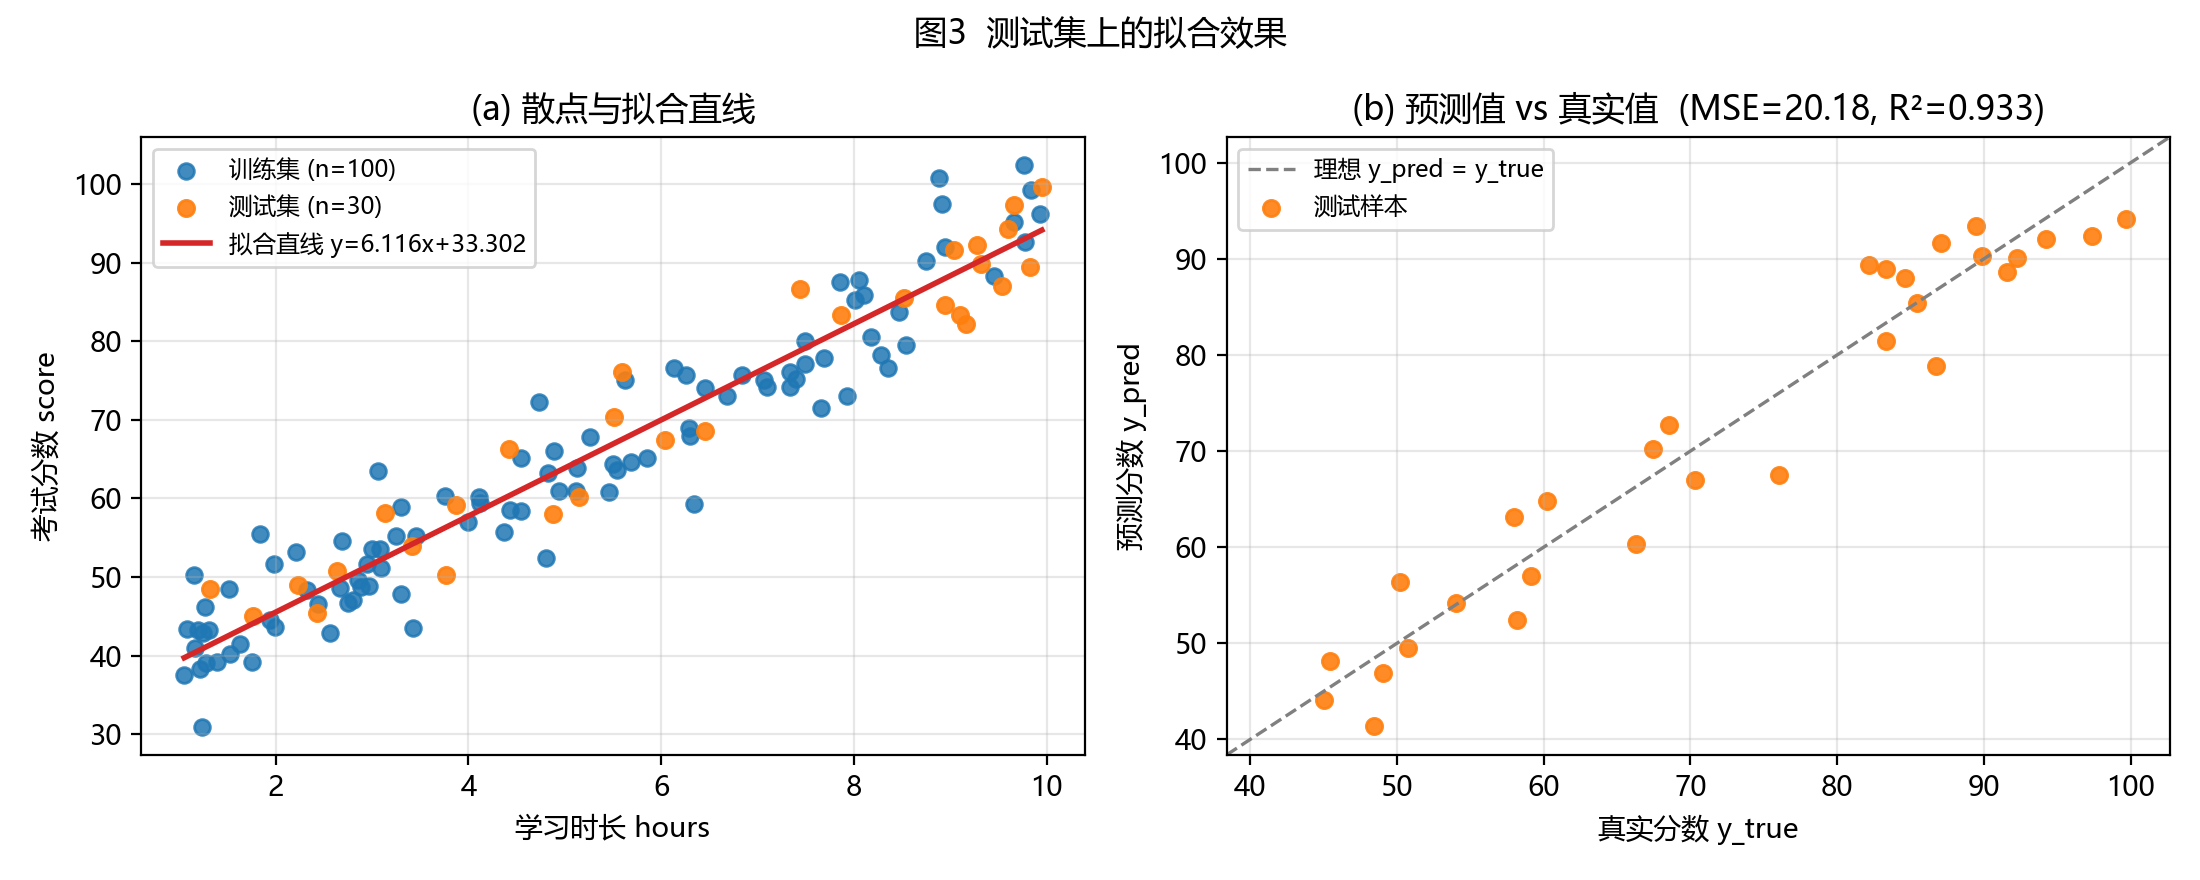 图3 测试集上的拟合效果
(a) 散点与拟合直线
训练集 (n=100)
测试集 (n=30)
拟合直线 y=6.116x+33.302
100
90
80
70
60
50
40
30
考试分数 score
2
4
6
8
10
学习时长 hours
(b) 预测值 vs 真实值 (MSE=20.18, R²=0.933)
理想 y_pred = y_true
测试样本
100
90
80
70
60
50
40
预测分数 y_pred
40
50
60
70
80
90
100
真实分数 y_true